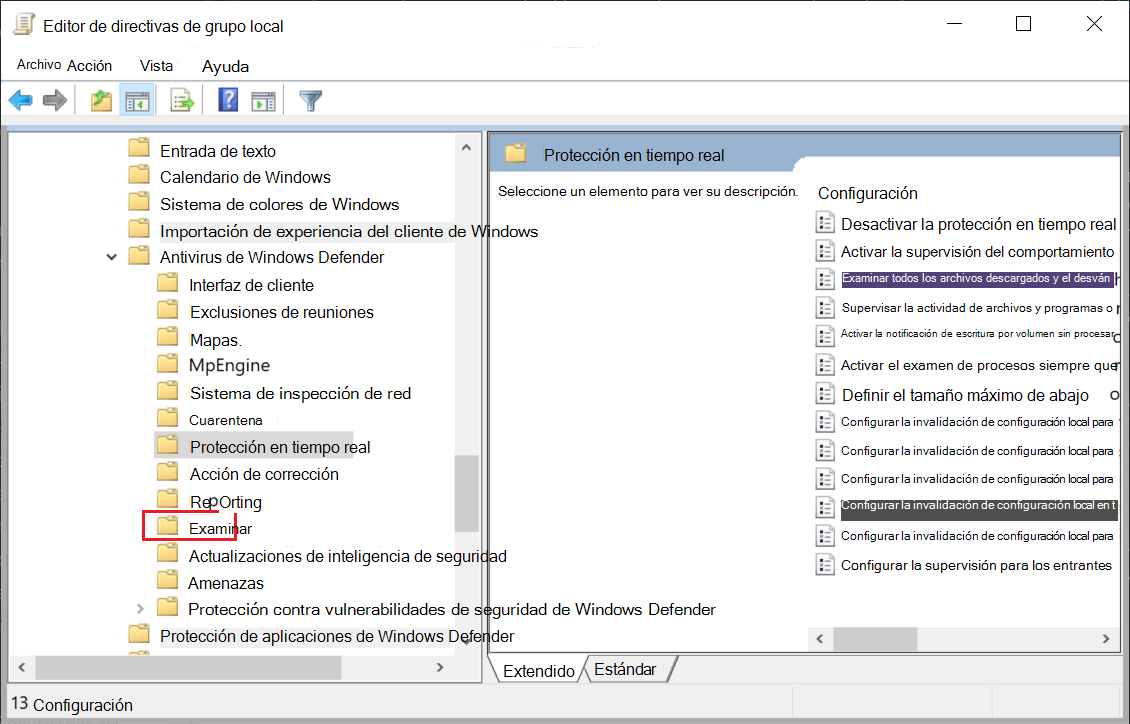 Editor de directivas de grupo local
Archivo Acción Vista Ayuda
Entrada de texto
Calendario de Windows
Sistema de colores de Windows
Importación de experiencia del cliente de Windows
Antivirus de Windows Defender
Interfaz de cliente
Exclusiones de reuniones
Mapas.
MpEngine
Sistema de inspección de red
Cuarentena
Protección en tiempo real
Acción de corrección
RepOrting
Examinar
Actualizaciones de inteligencia de seguridad
Amenazas
Protección contra vulnerabilidades de seguridad de Windows Defender
Protección de aplicaciones de Windows Defender
Protección en tiempo real
Seleccione un elemento para ver su descripción.
Configuración
Desactivar la protección en tiempo real
Activar la supervisión del comportamiento
Examinar todos los archivos descargados y el desván
Supervisar la actividad de archivos y programas o
Activar la notificación de escritura por volumen sin procesar
Activar el examen de procesos siempre que
Definir el tamaño máximo de abajo
Configurar la invalidación de configuración local para
Configurar la invalidación de configuración local para
Configurar la invalidación de configuración local para
Configurar la invalidación de configuración local en t
Configurar la invalidación de configuración local para
Configurar la supervisión para los entrantes
Extendido Estándar
13 Configuración